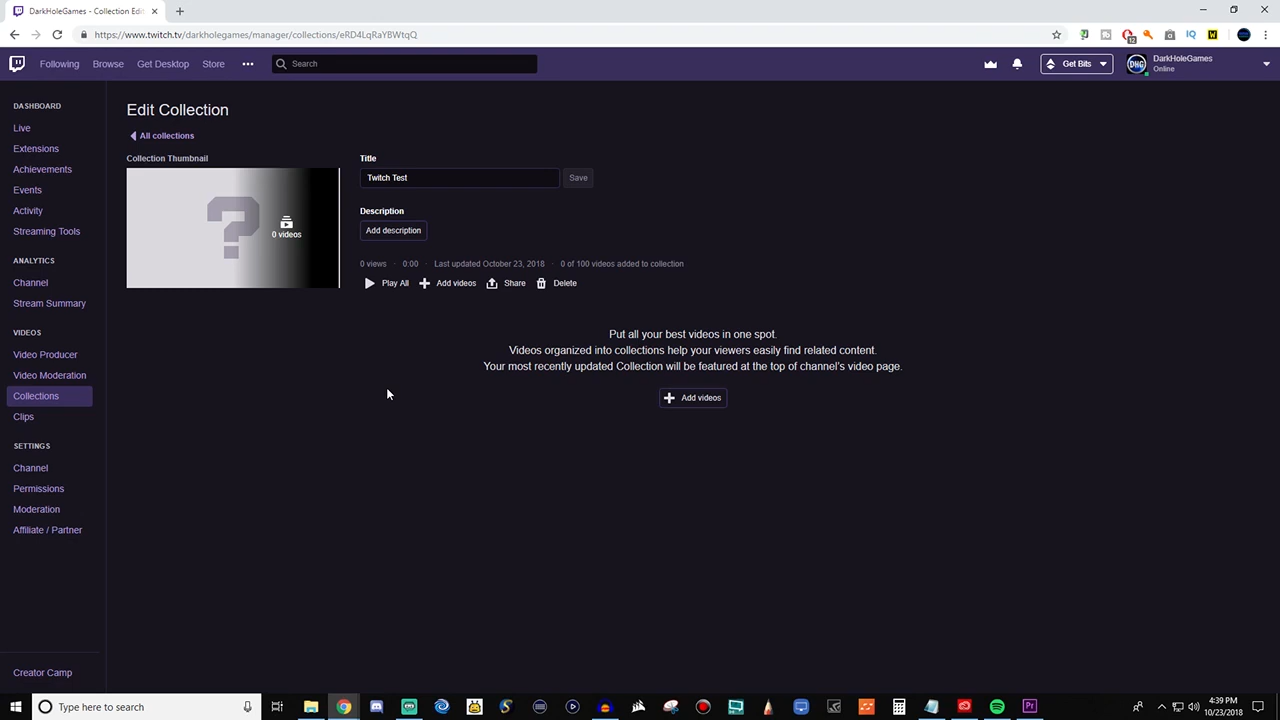 DarkHoleGames - Collection Edi
https://www.twitch.tv/darkholegames/manager/collections/eRD4LqRaYBWtqQ
12
IQ
W
Following
Browse
Get Desktop
Store
Search
Get Bits
DHG
DarkHoleGames
Online
DASHBOARD
Live
Extensions
Achievements
Events
Activity
Streaming Tools
ANALYTICS
Channel
Stream Summary
VIDEOS
Video Producer
Video Moderation
Collections
Clips
SETTINGS
Channel
Permissions
Moderation
Affiliate / Partner
Creator Camp
Edit Collection
All collections
Collection Thumbnail
0 videos
Title
Twitch Test
Save
Description
Add description
0 views · 0:00 · Last updated October 23, 2018 · 0 of 100 videos added to collection
Play All
Add videos
Share
Delete
Put all your best videos in one spot.
Videos organized into collections help your viewers easily find related content.
Your most recently updated Collection will be featured at the top of channel's video page.
Add videos
Type here to search
Pr
4:39 PM
10/23/2018